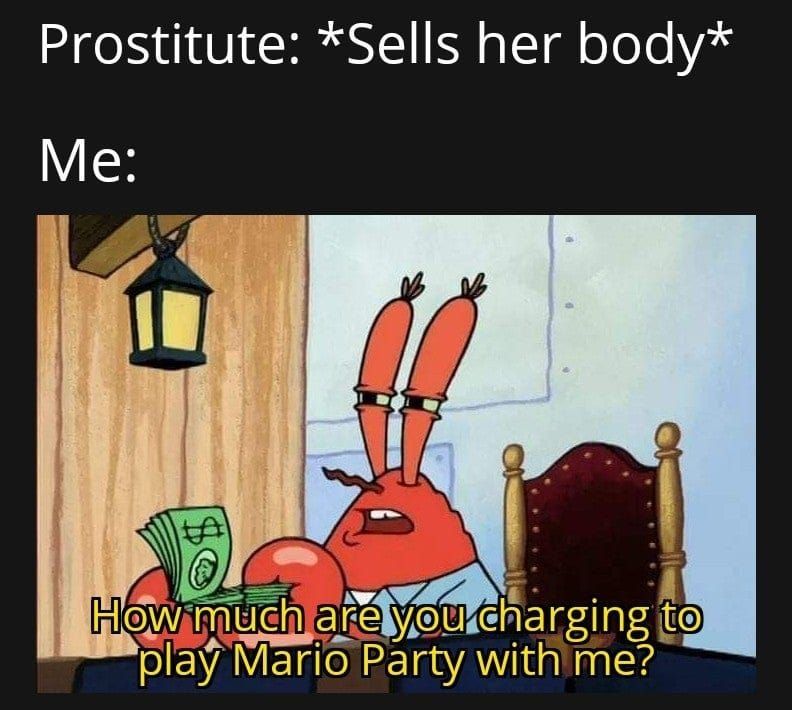 Prostitute: *Sells her body*
Me:
$
How much are you charging to
play Mario Party with me?